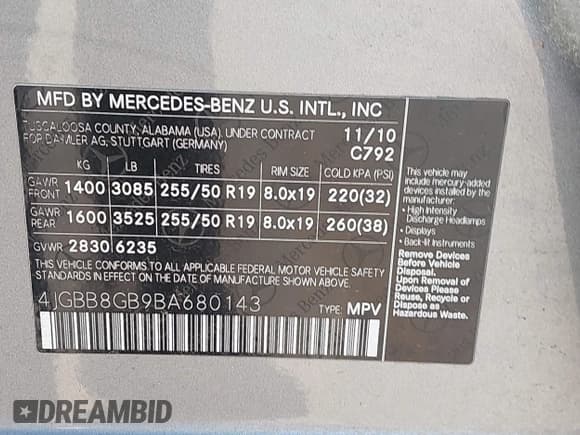 MFD BY MERCEDES-BENZ U.S. INTL., INC
TUSCALOOSA COUNTY, ALABAMA (USA), UNDER CONTRACT
FOR DAIMLER AG, STUTTGART (GERMANY)
11/10
C792
KG LB TIRES RIM SIZE COLD KPA (PSI)
GAWR FRONT 1400 3085 255/50 R19 8.0x19 220(32)
GAWR REAR 1600 3525 255/50 R19 8.0x19 260(38)
GVWR 2830 6235
THIS VEHICLE CONFORMS TO ALL APPLICABLE FEDERAL MOTOR VEHICLE SAFETY
STANDARDS IN EFFECT ON THE DATE OF MANUFACTURE SHOWN ABOVE.
4JGBB8GB9BA680143 TYPE: MPV
This vehicle may
include mercury-added
devices installed by the
manufacturer:
• High Intensity
Discharge Headlamps
• Displays
• Back-lit Instruments
Remove Devices
Before Vehicle Disposal.
Upon Removal of Devices
Please Reuse, Recycle or
Dispose as
Hazardous Waste.
DREAMBID